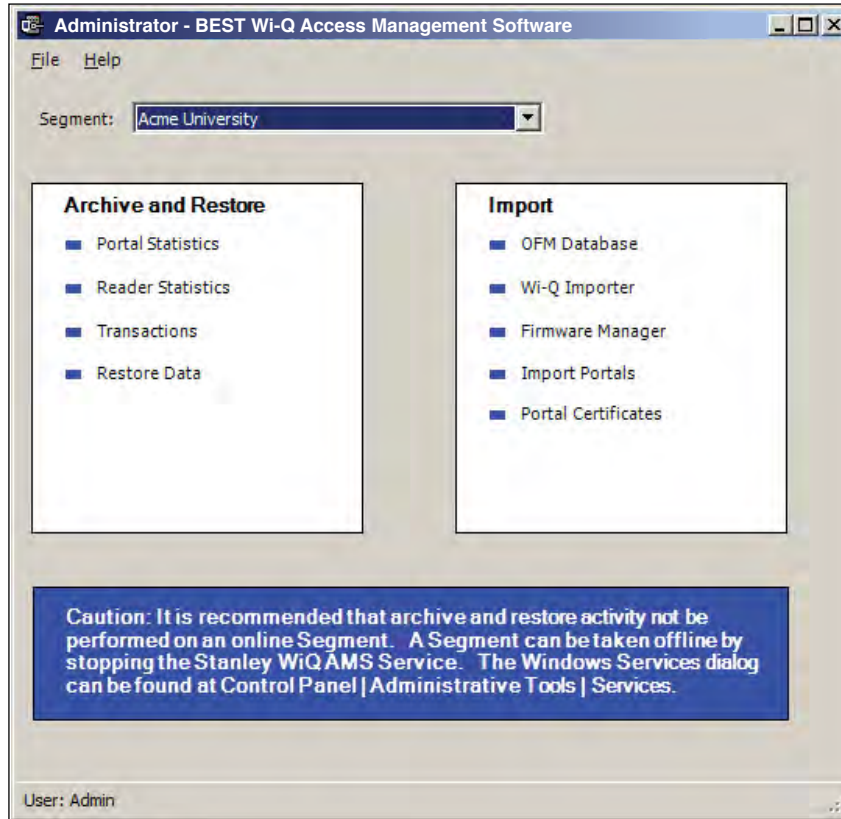 Administrator - BEST Wi-Q Access Management Software
File Help
Segment: Acme University
Archive and Restore
Portal Statistics
Reader Statistics
Transactions
Restore Data
Import
OFM Database
Wi-Q Importer
Firmware Manager
Import Portals
Portal Certificates
Caution: It is recommended that archive and restore activity not be
performed on an online Segment. A Segment can be taken offline by
stopping the Stanley WiQ AMS Service. The Windows Services dialog
can be found at Control Panel | Administrative Tools | Services.
User: Admin